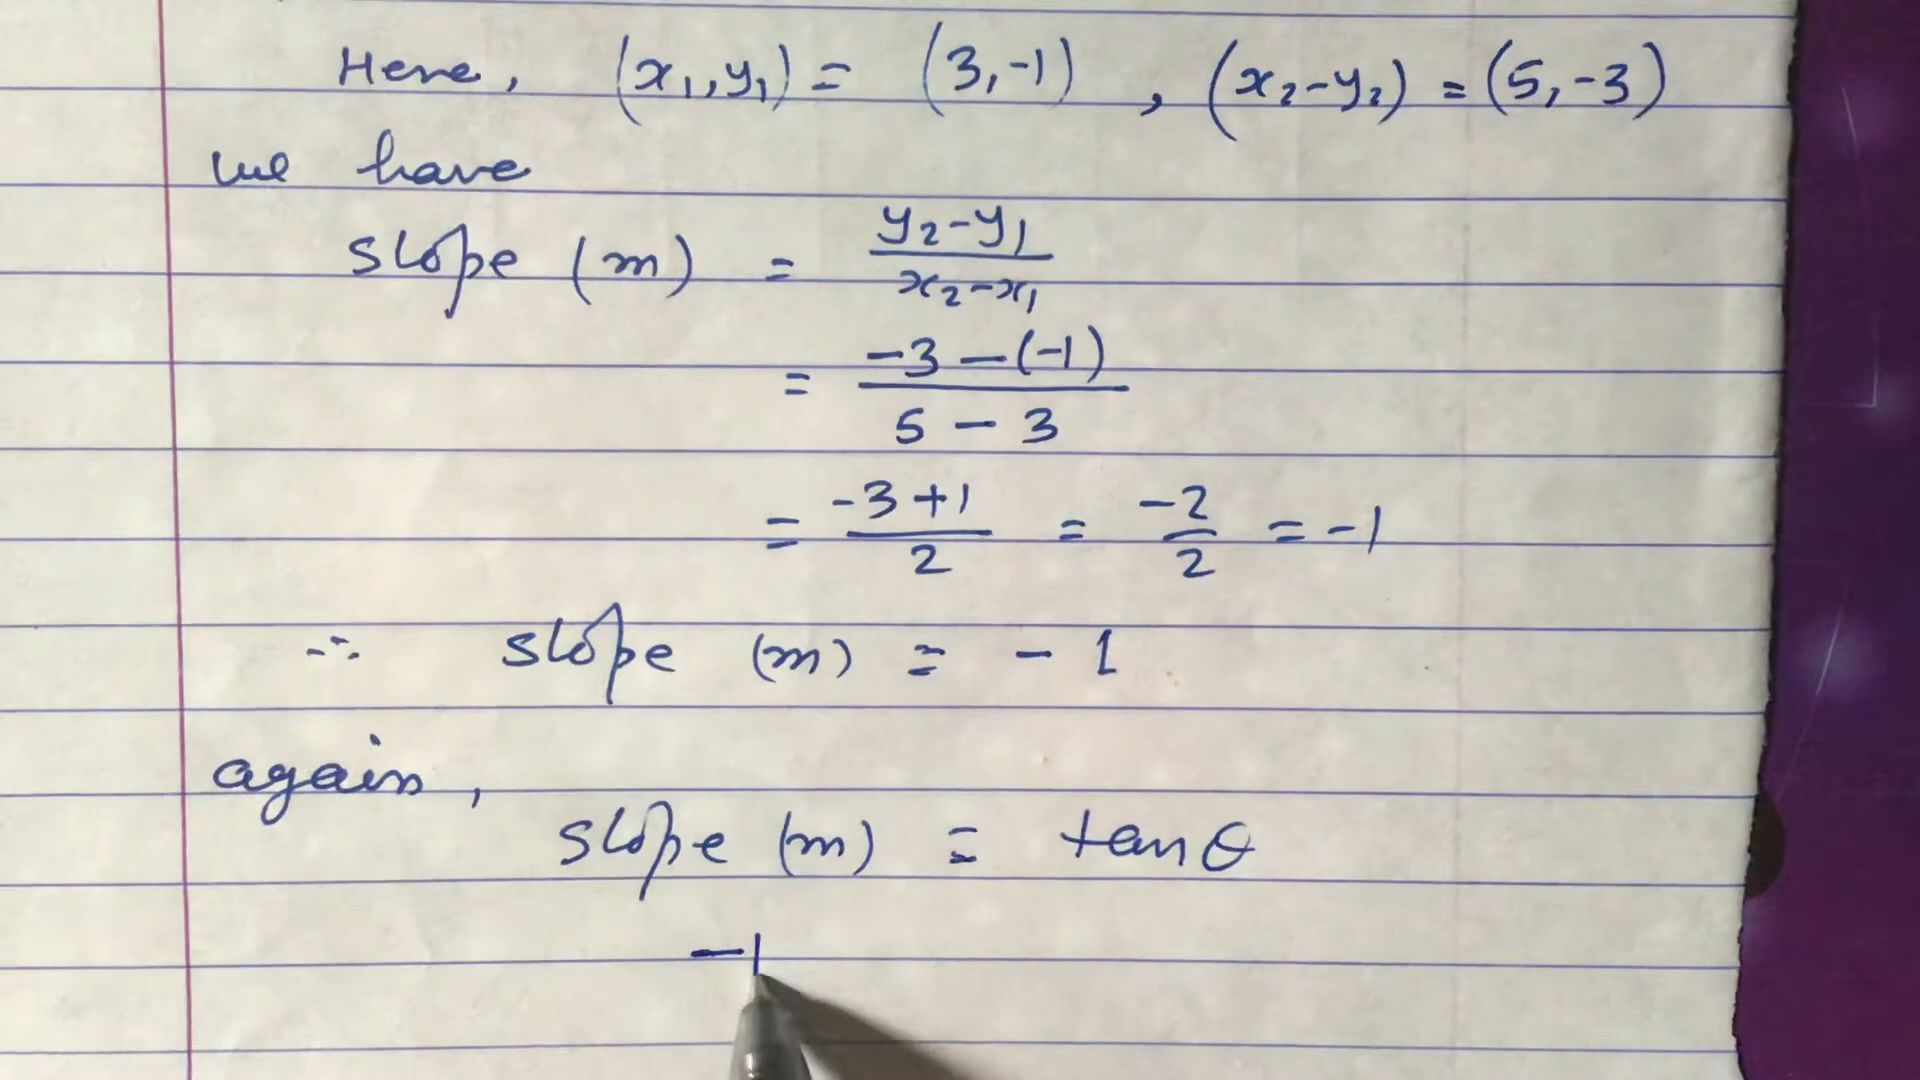 Here, (x₁,y₁) = (3,-1) , (x₂-y₂) = (5,-3)
we have
slope (m) = y₂-y₁ / x₂-x₁
= -3-(-1) / 5-3
= -3+1 / 2 = -2 / 2 = -1
∴ slope (m) = -1
again,
slope (m) = tanθ
-1